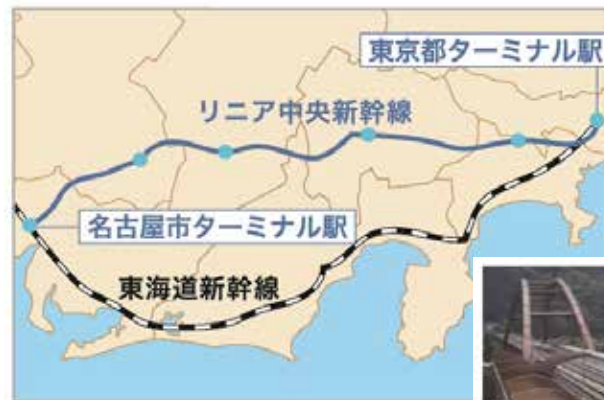 東京都ターミナル駅
リニア中央新幹線
名古屋市ターミナル駅
東海道新幹線